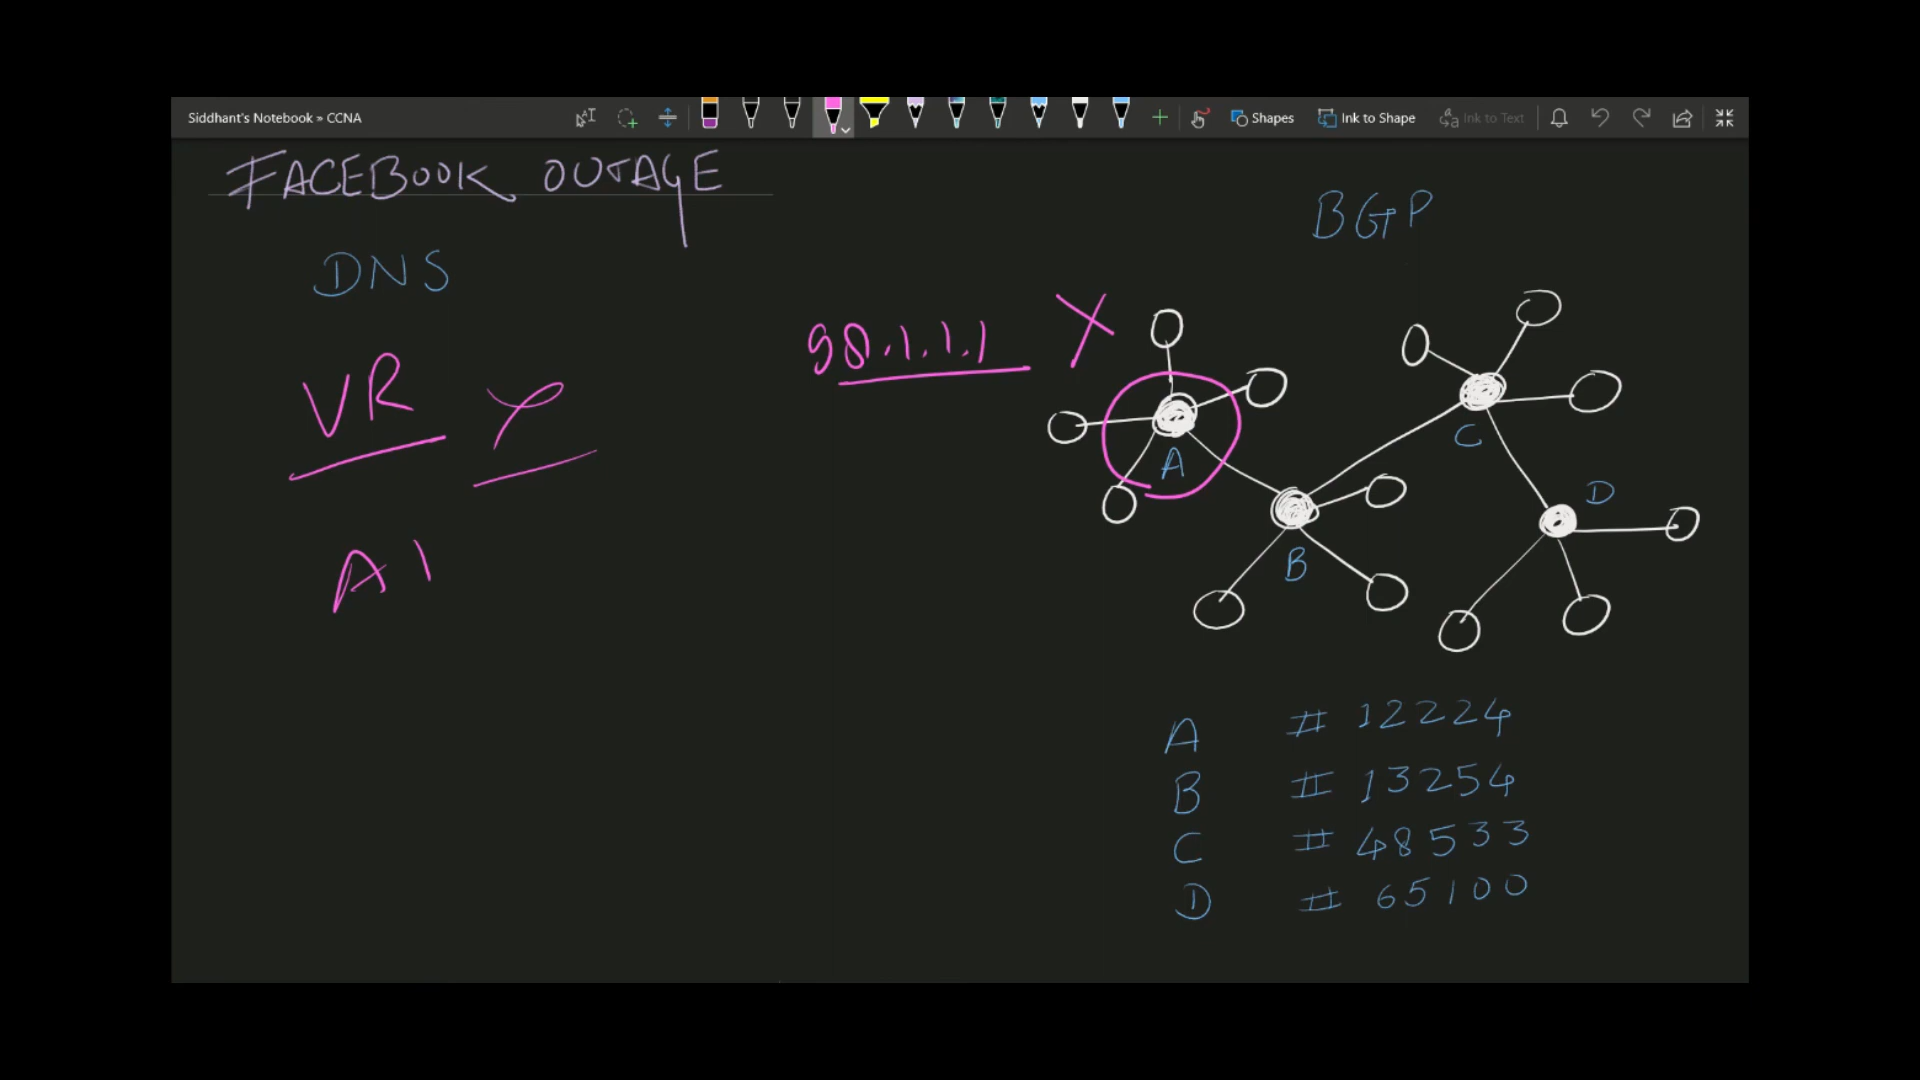 Siddhant's Notebook » CCNA
Shapes
Ink to Shape
Ink to Text
FACEBOOK OUTAGE
DNS
BGP
98.1.1.1 X
VR
A
A
B
C
D
A # 12224
B # 13254
C # 48533
D # 65100